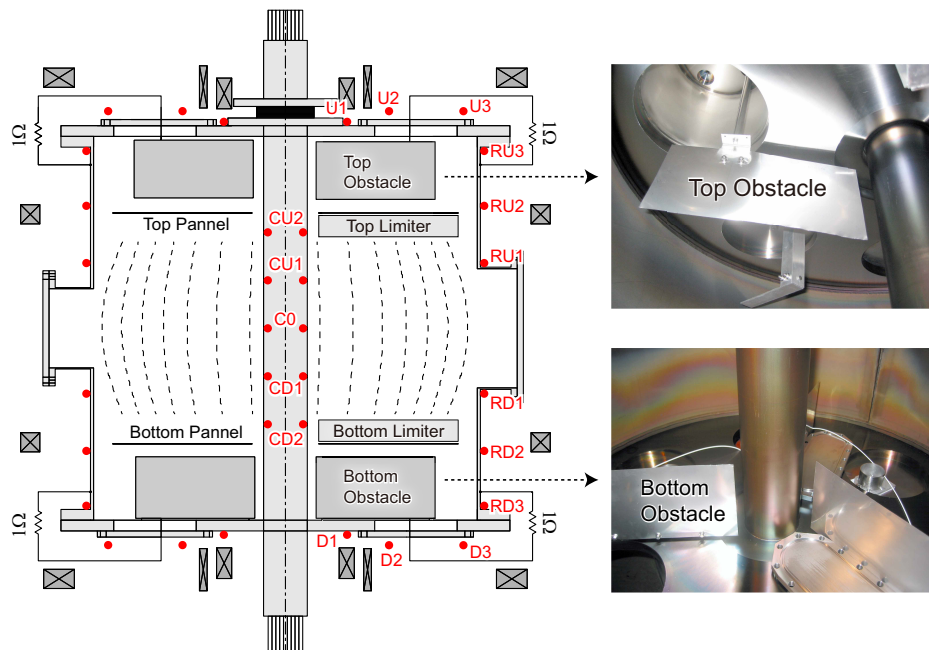 U1
U2
U3
1Ω
1Ω
RU3
Top
Obstacle
RU2
Top Pannel
CU2
Top Limiter
RU1
CU1
C0
CD1
RD1
Bottom Pannel
CD2
Bottom Limiter
RD2
Bottom
Obstacle
RD3
1Ω
1Ω
D1
D2
D3
Top Obstacle
Bottom
Obstacle